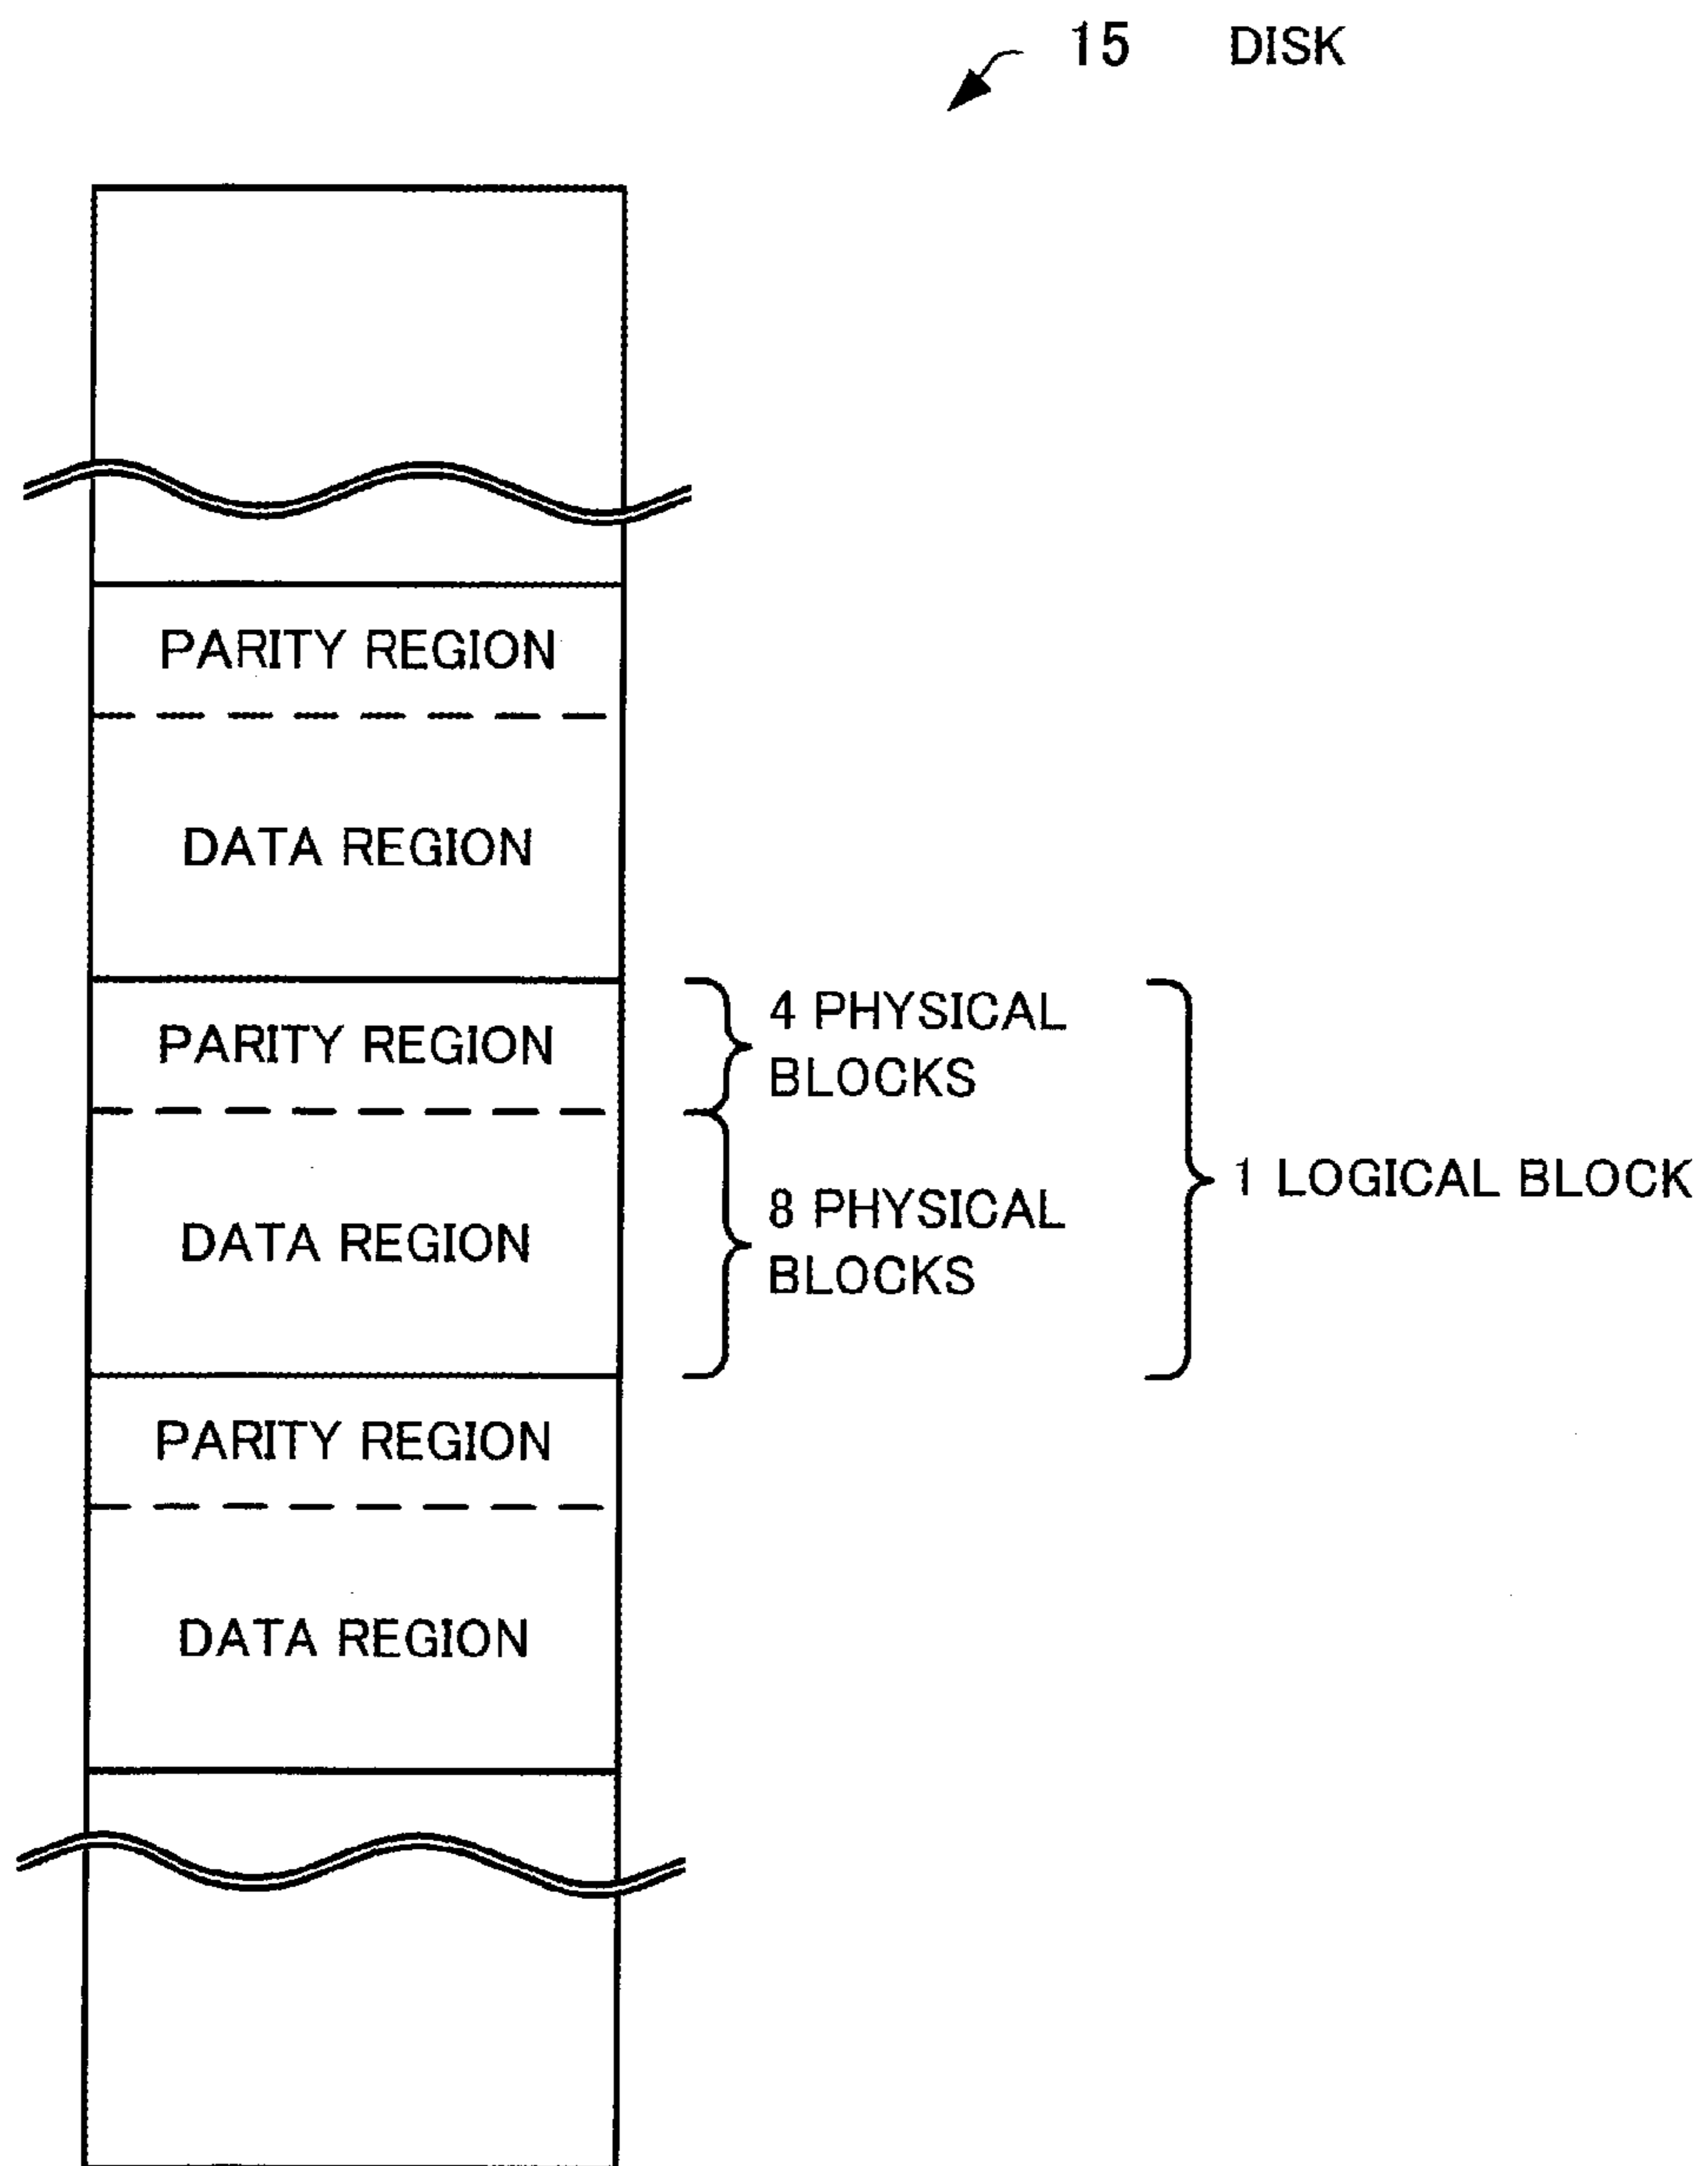 15 DISK
PARITY REGION
DATA REGION
PARITY REGION
4 PHYSICAL
BLOCKS
1 LOGICAL BLOCK
DATA REGION
8 PHYSICAL
BLOCKS
PARITY REGION
DATA REGION